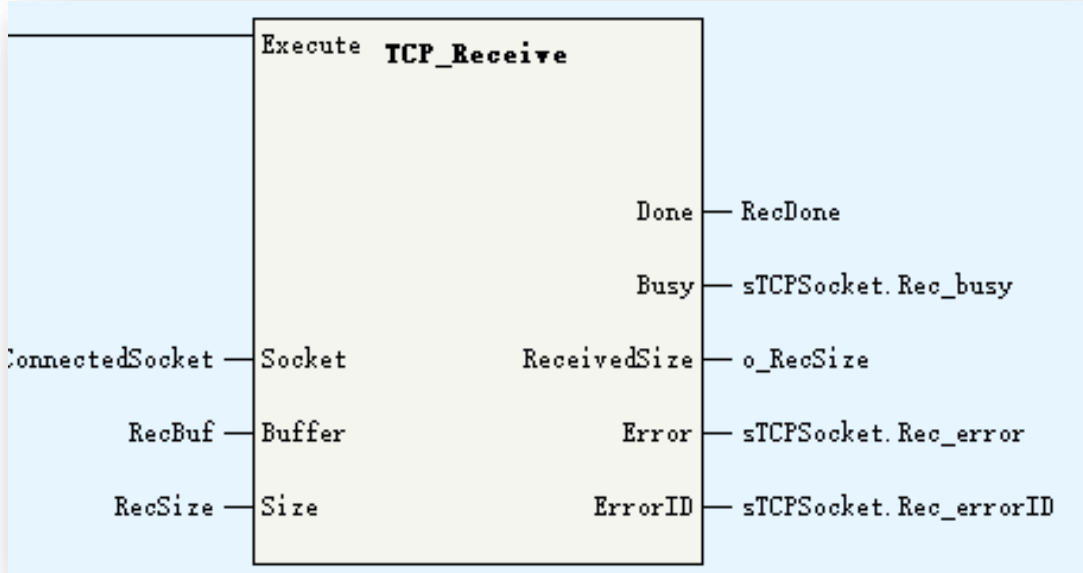 Execute TCP_Receive
Done RecDone
Busy sTCPSocket.Rec_busy
onnectedSocket Socket ReceivedSize o_RecSize
RecBuf Buffer Error sTCPSocket.Rec_error
RecSize Size ErrorID sTCPSocket.Rec_errorID